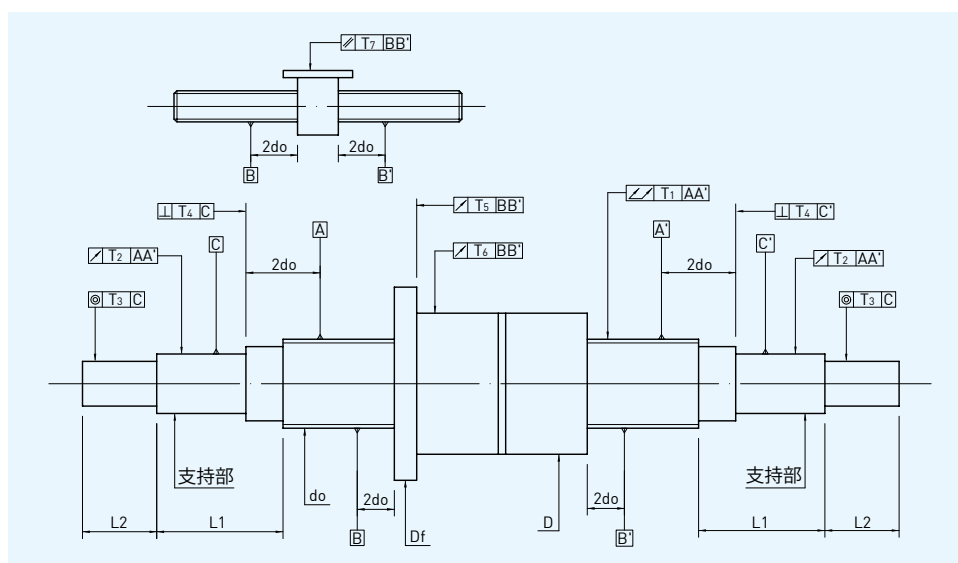 ⫽ T7 BB'
2do 2do
B B'
⊥ T4 C
↗ T5 BB'
⌰ T1 AA'
⊥ T4 C'
C A ↗ T6 BB' A' C'
↗ T2 AA' 2do 2do ↗ T2 AA'
◎ T3 C ◎ T3 C
支持部 支持部
do 2do 2do
L2 L1 B Df D B' L1 L2